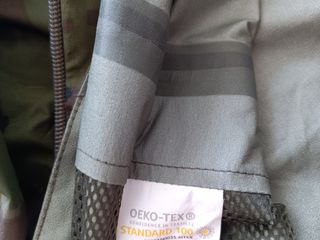 OEKO-TEX®
CONFIDENCE IN TEXTILES
STANDARD 100